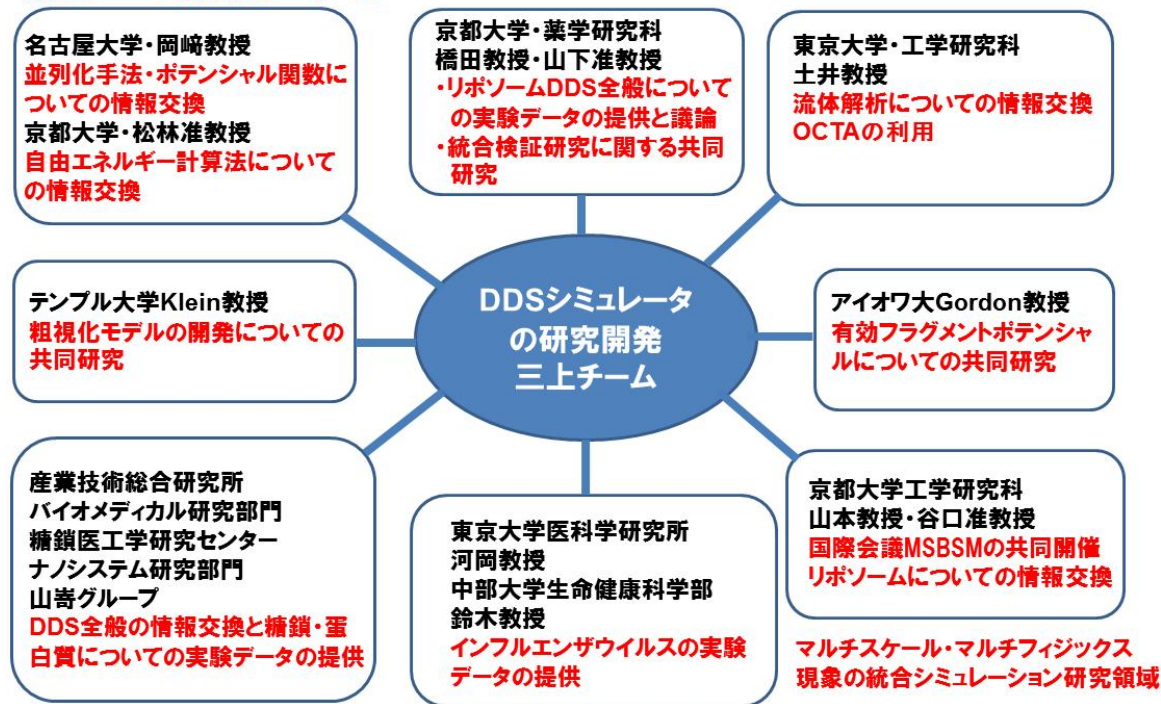 名古屋大学・岡﨑教授
並列化手法・ポテンシャル関数に
ついての情報交換
京都大学・松林准教授
自由エネルギー計算法について
の情報交換
京都大学・薬学研究科
橋田教授・山下准教授
・リポソームDDS全般について
の実験データの提供と議論
・統合検証研究に関する共同
研究
東京大学・工学研究科
土井教授
流体解析についての情報交換
OCTAの利用
テンプル大学Klein教授
粗視化モデルの開発についての
共同研究
DDSシミュレータ
の研究開発
三上チーム
アイオワ大Gordon教授
有効フラグメントポテンシャ
ルについての共同研究
産業技術総合研究所
バイオメディカル研究部門
糖鎖医工学研究センター
ナノシステム研究部門
山嵜グループ
DDS全般の情報交換と糖鎖・蛋
白質についての実験データの提供
東京大学医科学研究所
河岡教授
中部大学生命健康科学部
鈴木教授
インフルエンザウイルスの実験
データの提供
京都大学工学研究科
山本教授・谷口准教授
国際会議MSBSMの共同開催
リポソームについての情報交換
マルチスケール・マルチフィジックス
現象の統合シミュレーション研究領域